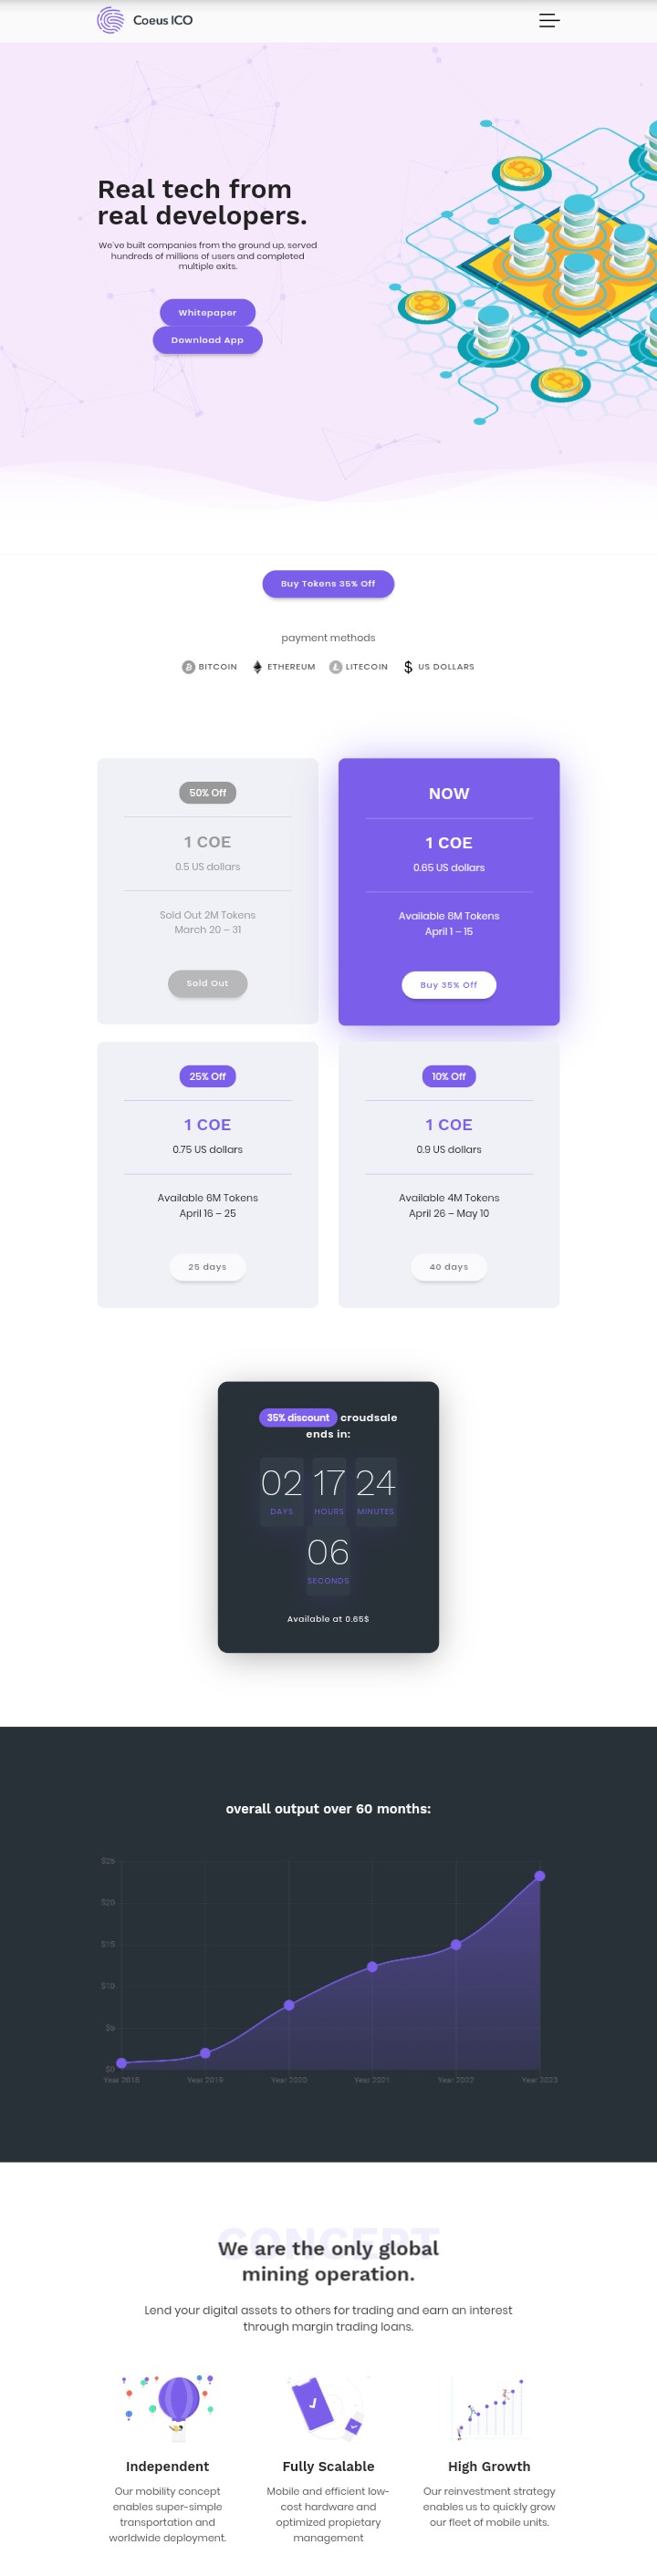 Coeus ICO
Real tech from
real developers.
We've built companies from the ground up, served
hundreds of millions of users and completed
multiple exits.
Whitepaper
Download App
Buy Tokens 35% Off
payment methods
BITCOIN ETHEREUM LITECOIN $ US DOLLARS
50% Off
1 COE
0.5 US dollars
Sold Out 2M Tokens
March 20 – 31
Sold Out
NOW
1 COE
0.65 US dollars
Available 8M Tokens
April 1 – 15
Buy 35% Off
25% Off
1 COE
0.75 US dollars
Available 6M Tokens
April 16 – 25
25 days
10% Off
1 COE
0.9 US dollars
Available 4M Tokens
April 26 – May 10
40 days
35% discount croudsale
ends in:
02 17 24
DAYS HOURS MINUTES
06
SECONDS
Available at 0.65$
overall output over 60 months:
$25
$20
$15
$10
$5
$0
Year 2018 Year 2019 Year 2020 Year 2021 Year 2022 Year 2023
CONCEPT
We are the only global
mining operation.
Lend your digital assets to others for trading and earn an interest
through margin trading loans.
Independent
Our mobility concept
enables super-simple
transportation and
worldwide deployment.
Fully Scalable
Mobile and efficient low-
cost hardware and
optimized propietary
management
High Growth
Our reinvestment strategy
enables us to quickly grow
our fleet of mobile units.